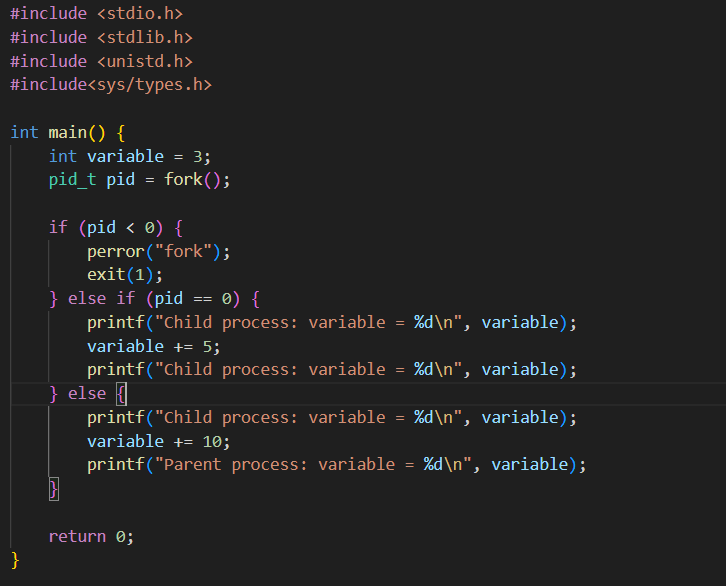 #include <stdio.h>
#include <stdlib.h>
#include <unistd.h>
#include<sys/types.h>
int main() {
    int variable = 3;
    pid_t pid = fork();
    if (pid < 0) {
        perror("fork");
        exit(1);
    } else if (pid == 0) {
        printf("Child process: variable = %d\n", variable);
        variable += 5;
        printf("Child process: variable = %d\n", variable);
    } else {
        printf("Child process: variable = %d\n", variable);
        variable += 10;
        printf("Parent process: variable = %d\n", variable);
    }
    return 0;
}